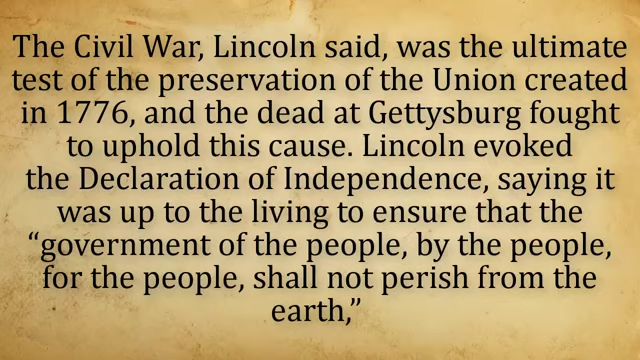 The Civil War, Lincoln said, was the ultimate
test of the preservation of the Union created
in 1776, and the dead at Gettysburg fought
to uphold this cause. Lincoln evoked
the Declaration of Independence, saying it
was up to the living to ensure that the
“government of the people, by the people,
for the people, shall not perish from the
earth,”